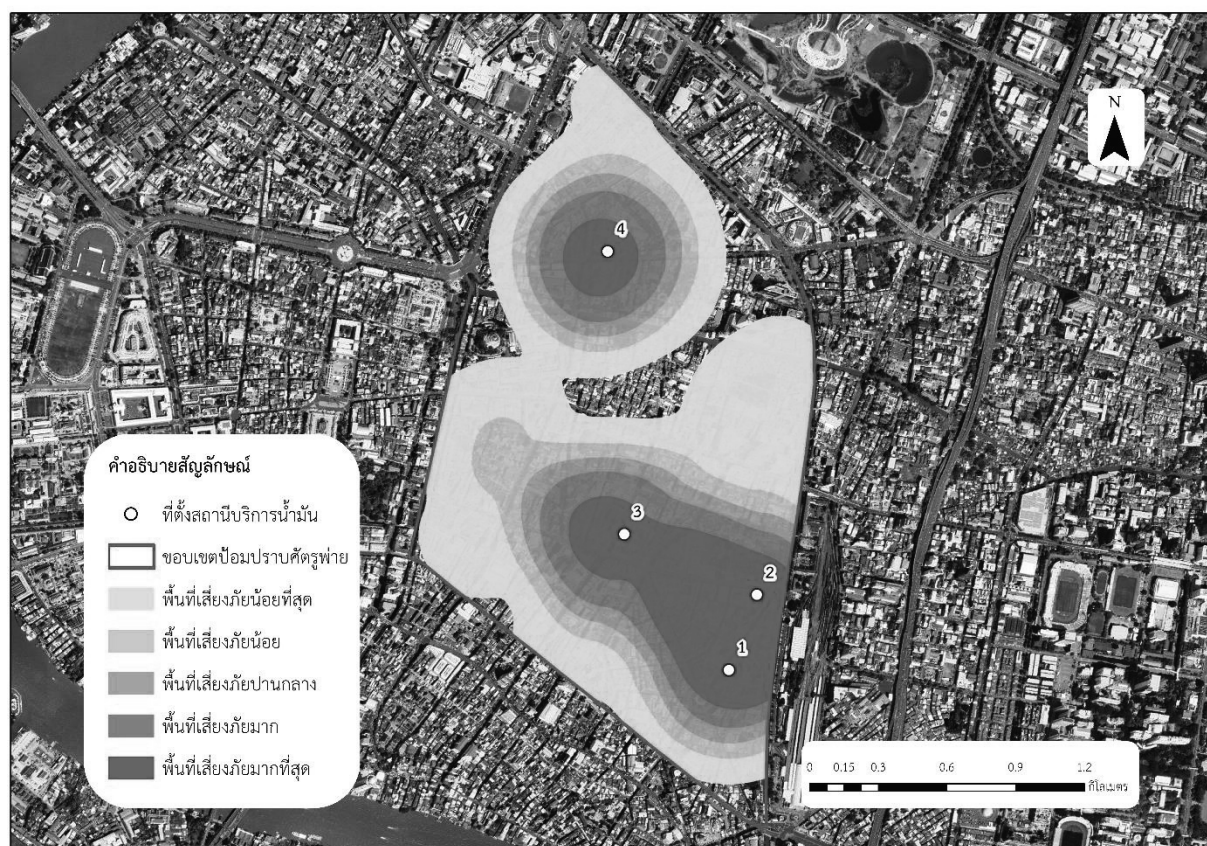 N
4
3
2
1
คำอธิบายสัญลักษณ์
ที่ตั้งสถานีบริการน้ำมัน
ขอบเขตป้อมปราบศัตรูพ่าย
พื้นที่เสี่ยงภัยน้อยที่สุด
พื้นที่เสี่ยงภัยน้อย
พื้นที่เสี่ยงภัยปานกลาง
พื้นที่เสี่ยงภัยมาก
พื้นที่เสี่ยงภัยมากที่สุด
0 0.15 0.3 0.6 0.9 1.2
กิโลเมตร